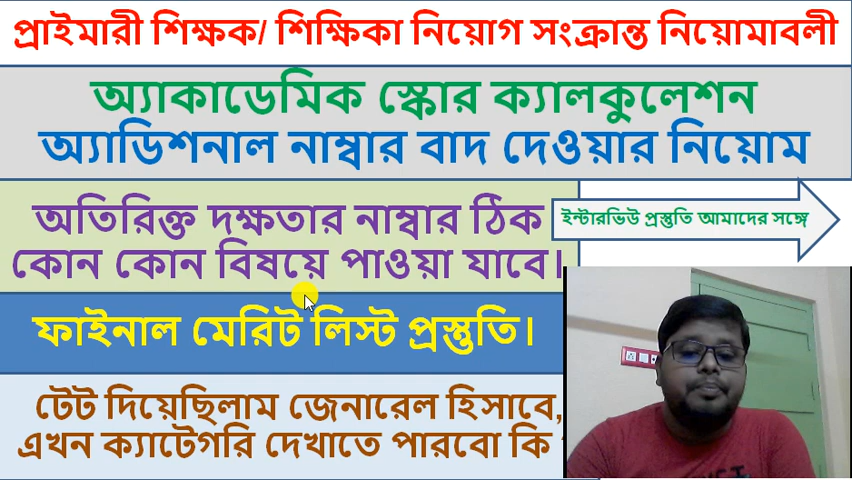 প্রাইমারী শিক্ষক/ শিক্ষিকা নিয়োগ সংক্রান্ত নিয়োমাবলী
অ্যাকাডেমিক স্কোর ক্যালকুলেশন
অ্যাডিশনাল নাম্বার বাদ দেওয়ার নিয়োম
অতিরিক্ত দক্ষতার নাম্বার ঠিক
কোন কোন বিষয়ে পাওয়া যাবে।
ইন্টারভিউ প্রস্তুতি আমাদের সঙ্গে
ফাইনাল মেরিট লিস্ট প্রস্তুতি।
টেট দিয়েছিলাম জেনারেল হিসাবে,
এখন ক্যাটেগরি দেখাতে পারবো কি